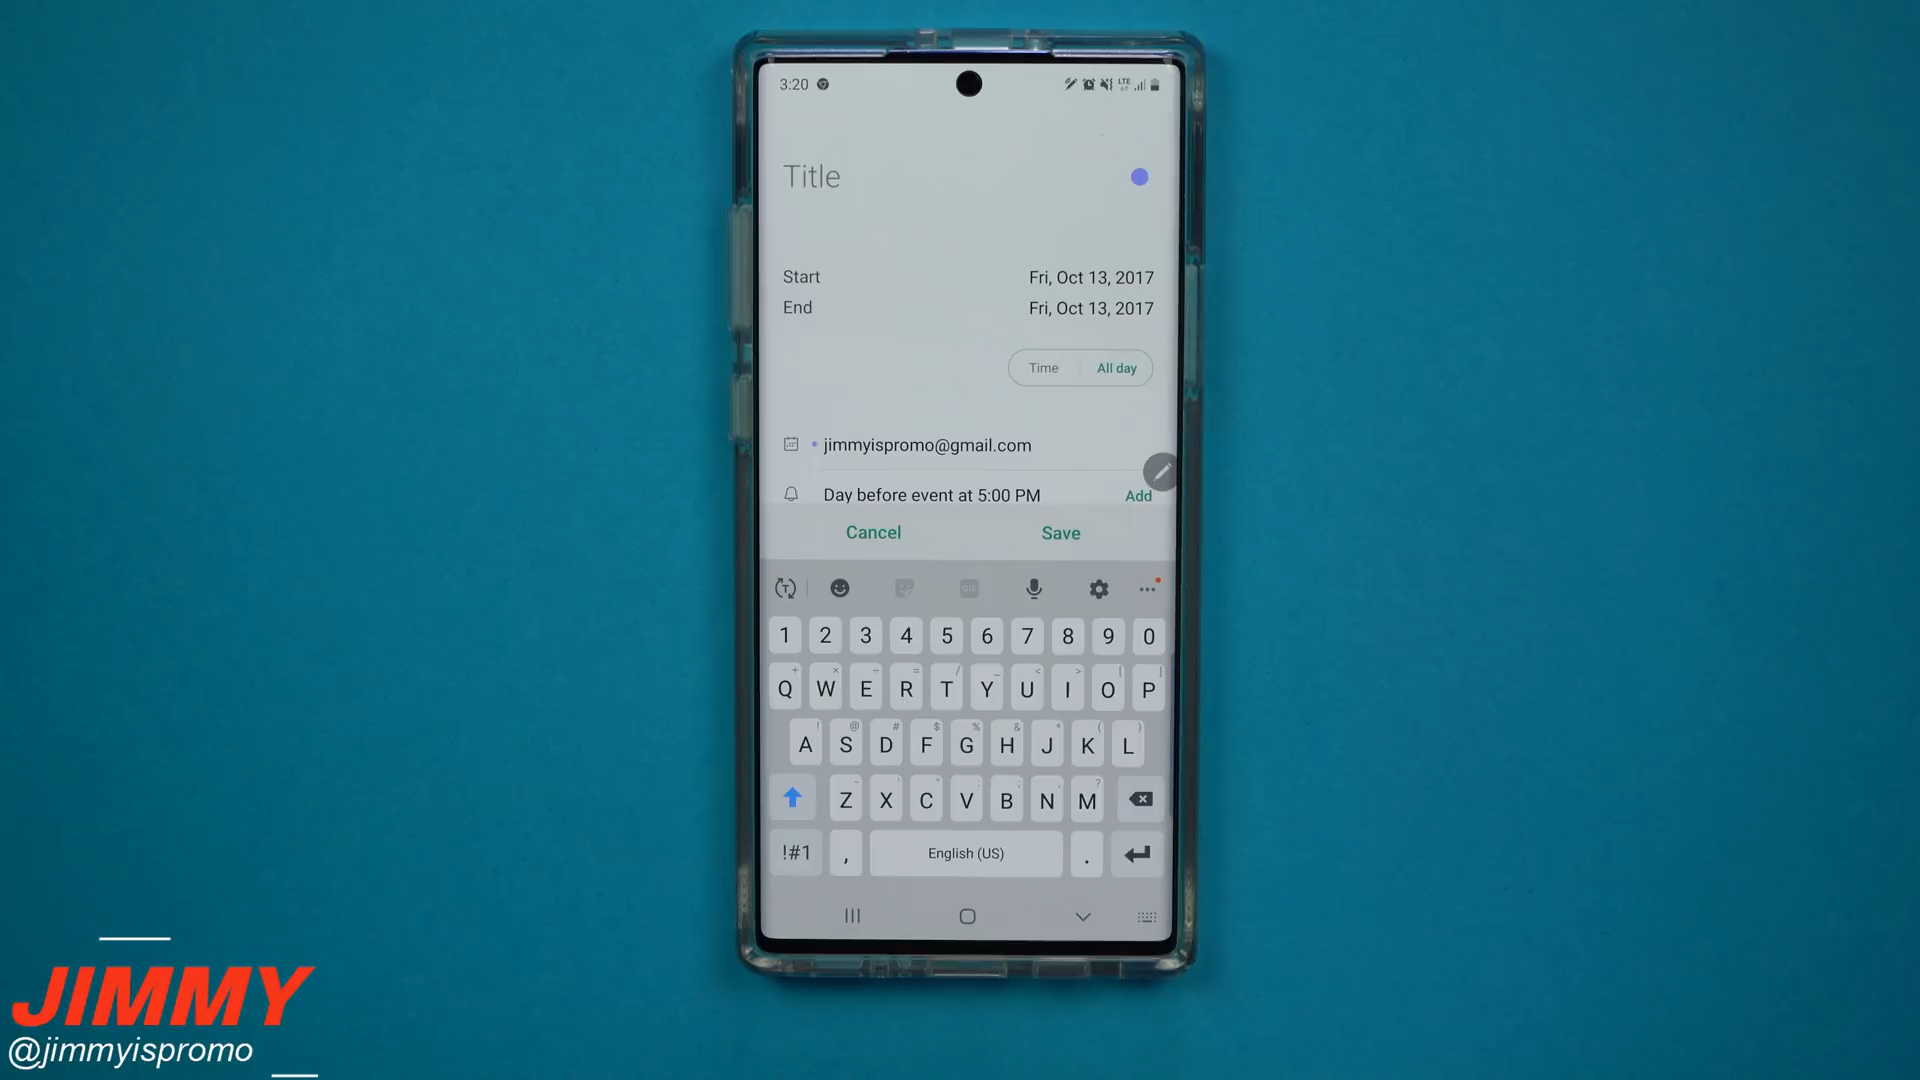 3:20
LTE
Title
Start Fri, Oct 13, 2017
End Fri, Oct 13, 2017
Time All day
jimmyispromo@gmail.com
Day before event at 5:00 PM Add
Cancel Save
GIF
1 2 3 4 5 6 7 8 9 0
Q W E R T Y U I O P
A S D F G H J K L
Z X C V B N M
!#1 , English (US) .
JIMMY
@jimmyispromo